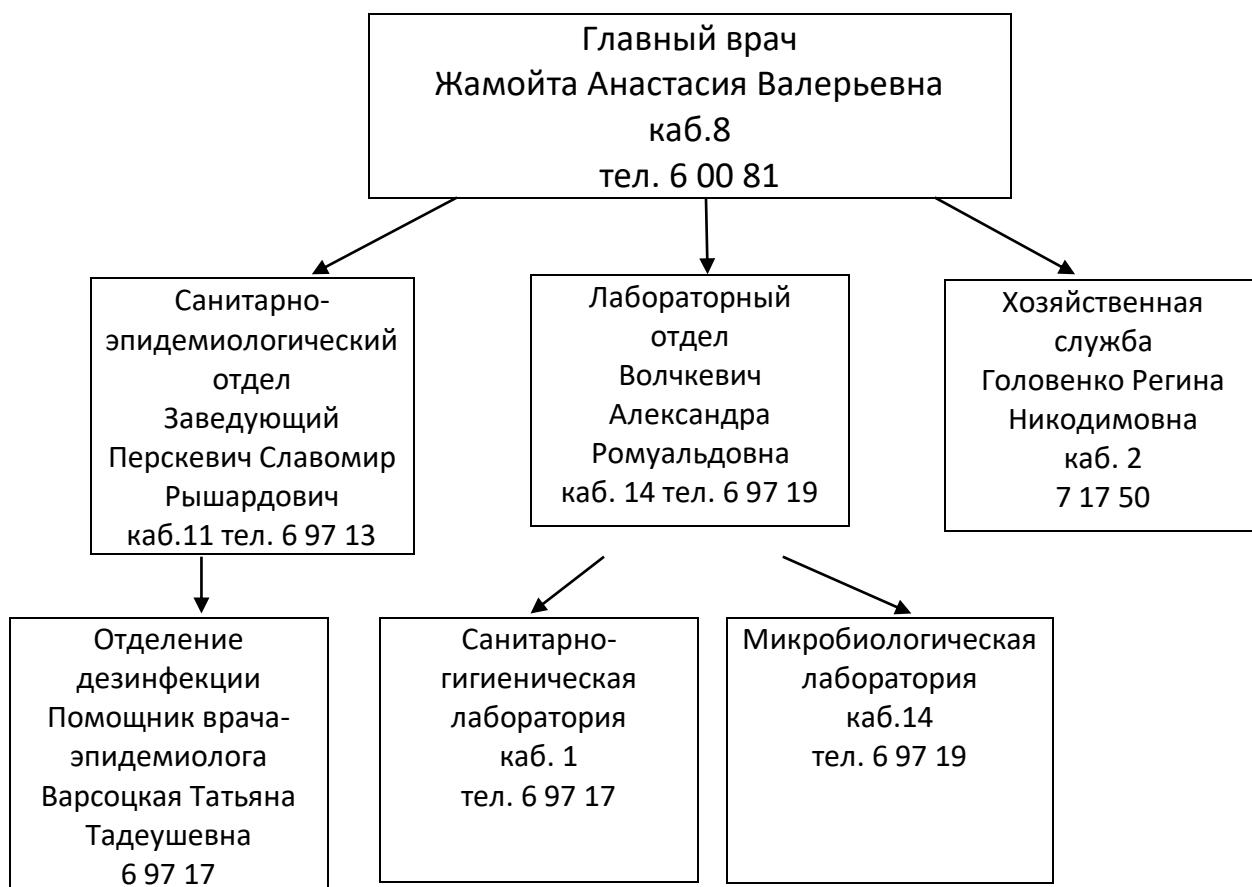 Главный врач
Жамойта Анастасия Валерьевна
каб.8
тел. 6 00 81
Санитарно-
эпидемиологический
отдел
Заведующий
Перскевич Славомир
Рышардович
каб.11 тел. 6 97 13
Лабораторный
отдел
Волчкевич
Александра
Ромуальдовна
каб. 14 тел. 6 97 19
Хозяйственная
служба
Головенко Регина
Никодимовна
каб. 2
7 17 50
Отделение
дезинфекции
Помощник врача-
эпидемиолога
Варсоцкая Татьяна
Тадеушевна
6 97 17
Санитарно-
гигиеническая
лаборатория
каб. 1
тел. 6 97 17
Микробиологическая
лаборатория
каб.14
тел. 6 97 19